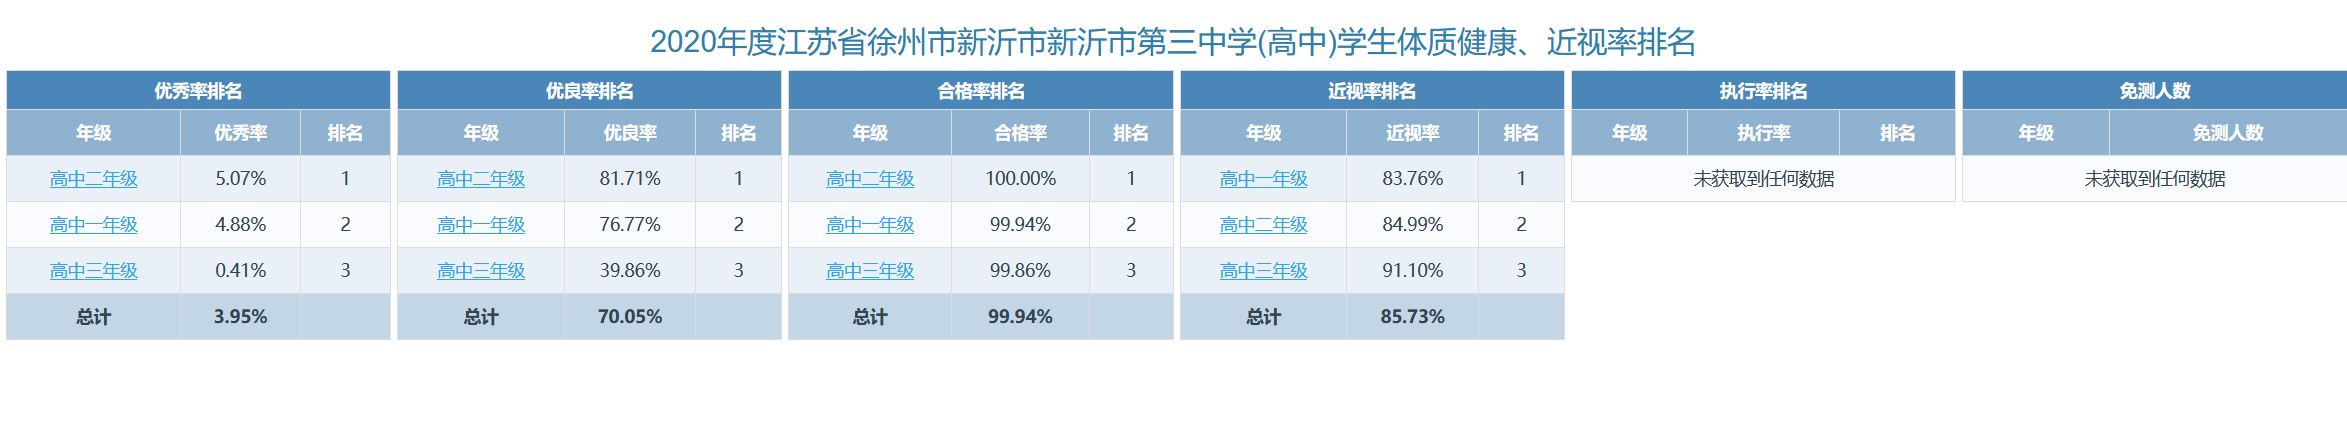 2020年度江苏省徐州市新沂市新沂市第三中学(高中)学生体质健康、近视率排名
优秀率排名 优良率排名 合格率排名 近视率排名 执行率排名 免测人数
年级 优秀率 排名 年级 优良率 排名 年级 合格率 排名 年级 近视率 排名 年级 执行率 排名 年级 免测人数
高中二年级 5.07% 1 高中二年级 81.71% 1 高中二年级 100.00% 1 高中一年级 83.76% 1 未获取到任何数据 未获取到任何数据
高中一年级 4.88% 2 高中一年级 76.77% 2 高中一年级 99.94% 2 高中二年级 84.99% 2
高中三年级 0.41% 3 高中三年级 39.86% 3 高中三年级 99.86% 3 高中三年级 91.10% 3
总计 3.95% 总计 70.05% 总计 99.94% 总计 85.73%